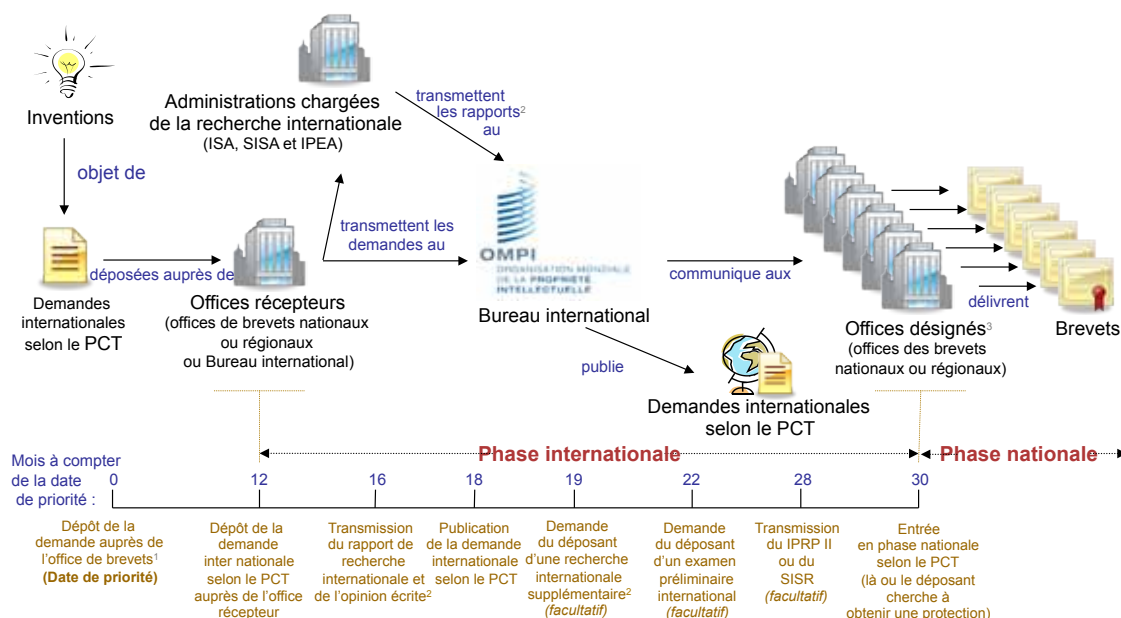 Inventions
objet de
Demandes
internationales
selon le PCT
déposées auprès de
Administrations chargées
de la recherche internationale
(ISA, SISA et IPEA)
Offices récepteurs
(offices de brevets nationaux
ou régionaux
ou Bureau international)
transmettent
les rapports²
au
transmettent les
demandes au
OMPI
ORGANISATION MONDIALE
DE LA PROPRIÉTÉ
INTELLECTUELLE
Bureau international
communique aux
publie
Demandes internationales
selon le PCT
Offices désignés³
(offices des brevets
nationaux ou régionaux)
délivrent
Brevets
Phase internationale
Phase nationale
Mois à compter
de la date
de priorité :
0
12
16
18
19
22
28
30
Dépôt de la
demande auprès de
l'office de brevets¹
(Date de priorité)
Dépôt de la
demande
inter nationale
selon le PCT
auprès de l'office
récepteur
Transmission
du rapport de
recherche
internationale et
de l'opinion écrite²
Publication
de la demande
internationale
selon le PCT
Demande
du déposant
d'une recherche
internationale
supplémentaire²
(facultatif)
Demande
du déposant
d'un examen
préliminaire
international
(facultatif)
Transmission
du IPRP II
ou du
SISR
(facultatif)
Entrée
en phase nationale
selon le PCT
(là ou le déposant
cherche à
obtenir une protection)